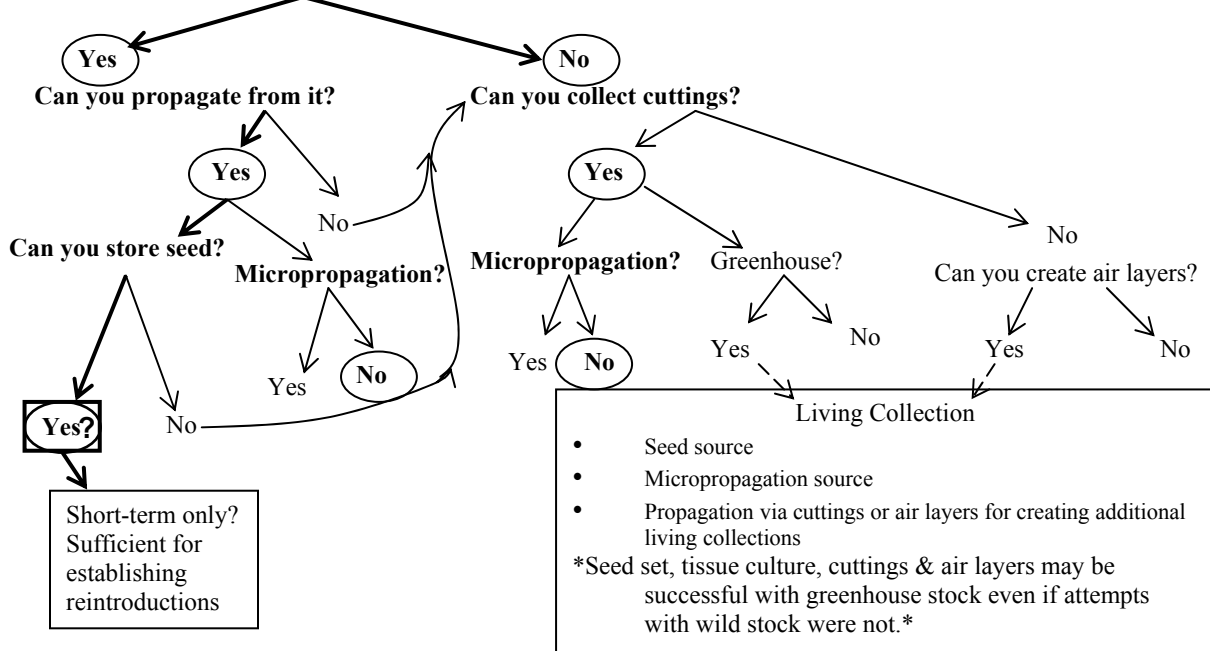 Yes
No
Can you propagate from it?
Can you collect cuttings?
Yes
Yes
No
No
Can you store seed?
Micropropagation?
Micropropagation?
Greenhouse?
Can you create air layers?
Yes
No
Yes
No
Yes
No
Yes
No
Yes?
No
Short-term only?
Sufficient for
establishing
reintroductions
Living Collection
• Seed source
• Micropropagation source
• Propagation via cuttings or air layers for creating additional
living collections
*Seed set, tissue culture, cuttings & air layers may be
successful with greenhouse stock even if attempts
with wild stock were not.*